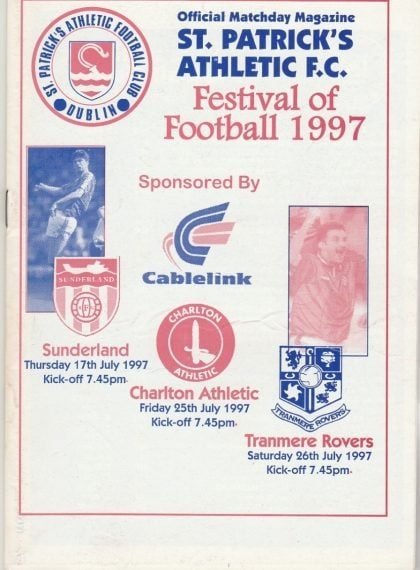 ST. PATRICK'S ATHLETIC FOOTBALL CLUB
DUBLIN
Official Matchday Magazine
ST. PATRICK'S
ATHLETIC F.C.
Festival of
Football 1997
Sponsored By
Cablelink
SUNDERLAND
Sunderland
Thursday 17th July 1997
Kick-off 7.45pm.
CHARLTON
ATHLETIC
Charlton Athletic
Friday 25th July 1997
Kick-off 7.45pm.
TRANMERE ROVERS
Tranmere Rovers
Saturday 26th July 1997
Kick-off 7.45pm.